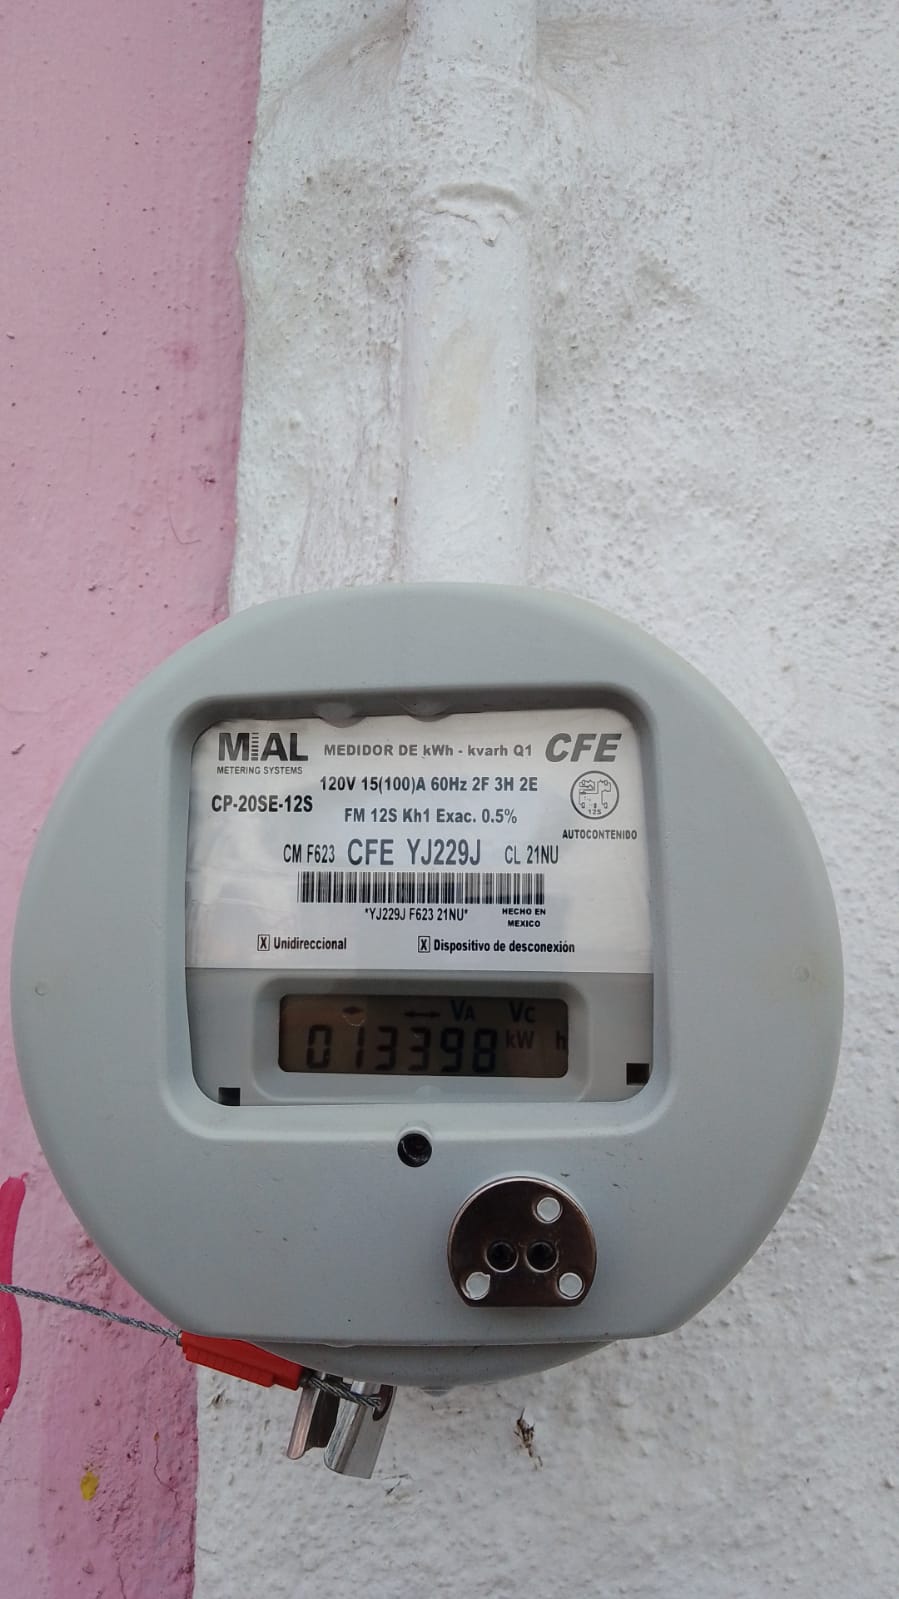 MIAL
METERING SYSTEMS
MEDIDOR DE kWh - kvarh Q1
CFE
120V 15(100)A 60Hz 2F 3H 2E
CP-20SE-12S
FM 12S Kh1 Exac. 0.5%
12S
AUTOCONTENIDO
CM F623 CFE YJ229J CL 21NU
*YJ229J F623 21NU*
HECHO EN
MEXICO
X Unidireccional
X Dispositivo de desconexión
VA VC
013398 kW h